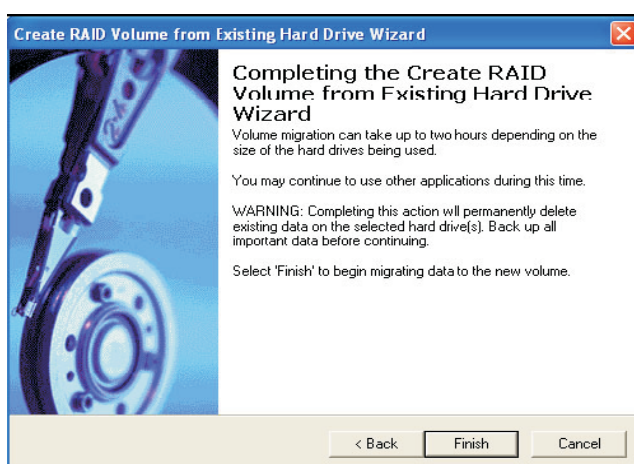 Create RAID Volume from Existing Hard Drive Wizard
Completing the Create RAID
Volume from Existing Hard Drive
Wizard
Volume migration can take up to two hours depending on the
size of the hard drives being used.
You may continue to use other applications during this time.
WARNING: Completing this action will permanently delete
existing data on the selected hard drive(s). Back up all
important data before continuing.
Select 'Finish' to begin migrating data to the new volume.
< Back Finish Cancel